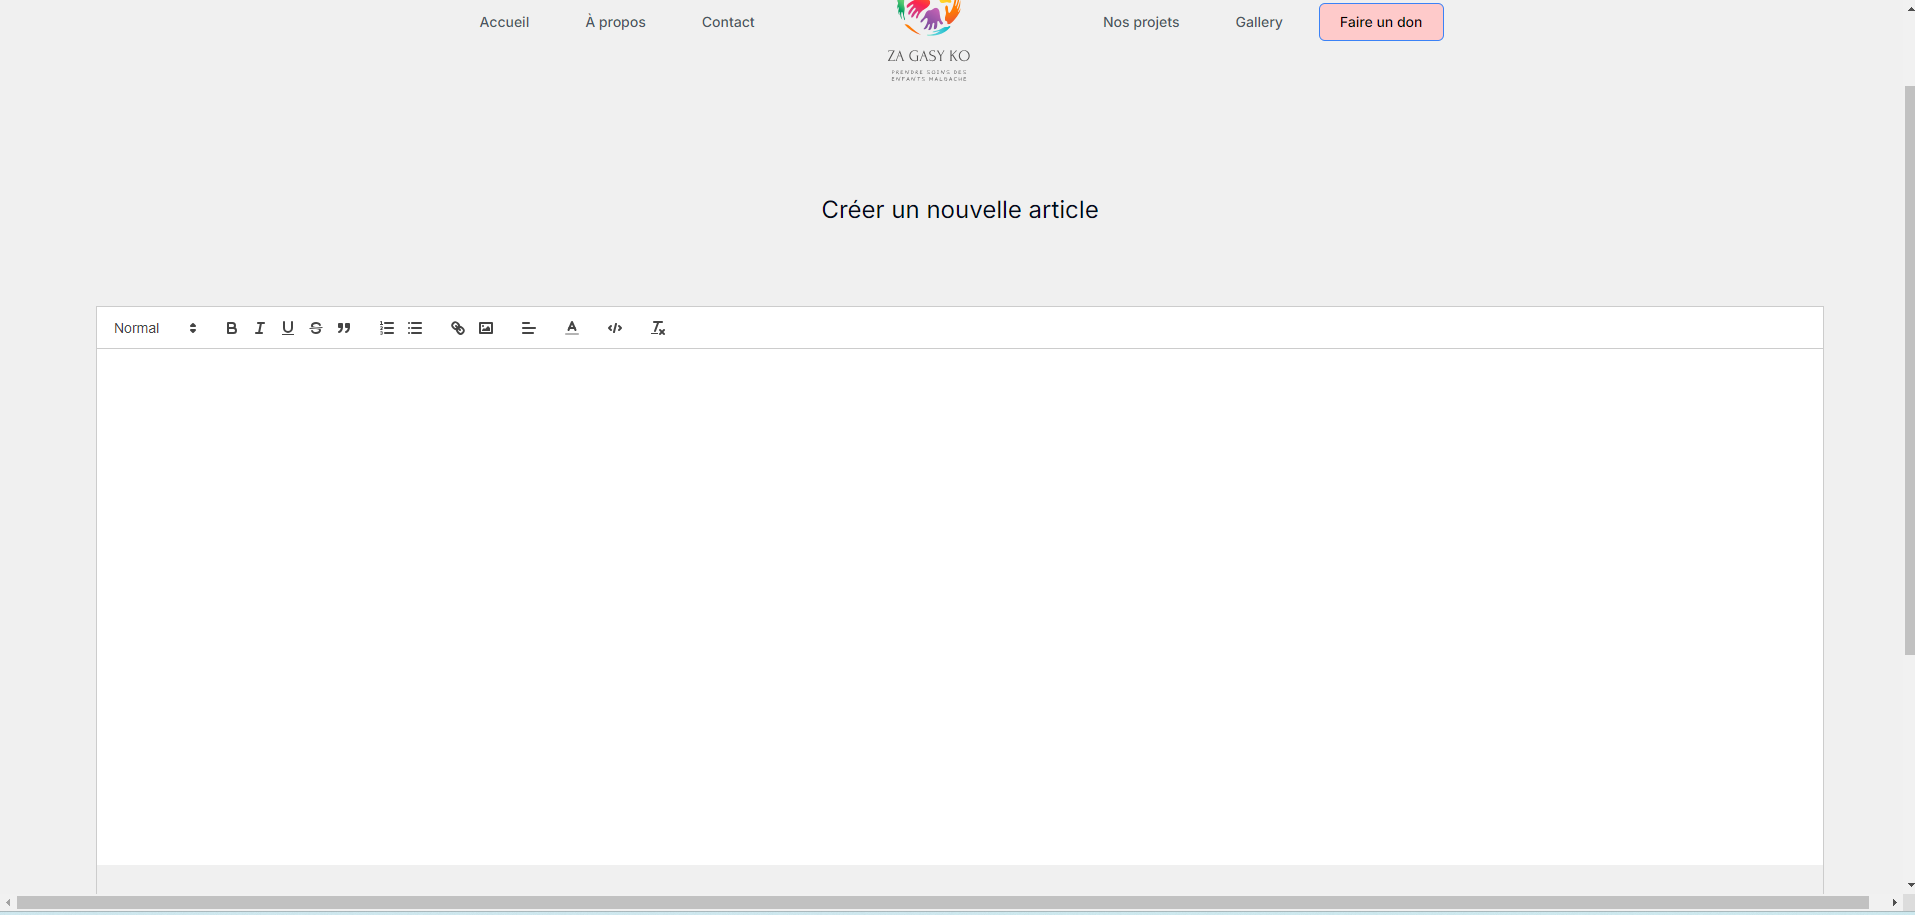 Accueil À propos Contact Nos projets Gallery Faire un don
ZA GASY KO
PRENDRE SOINS DES
ENFANTS MALGACHE
Créer un nouvelle article
Normal